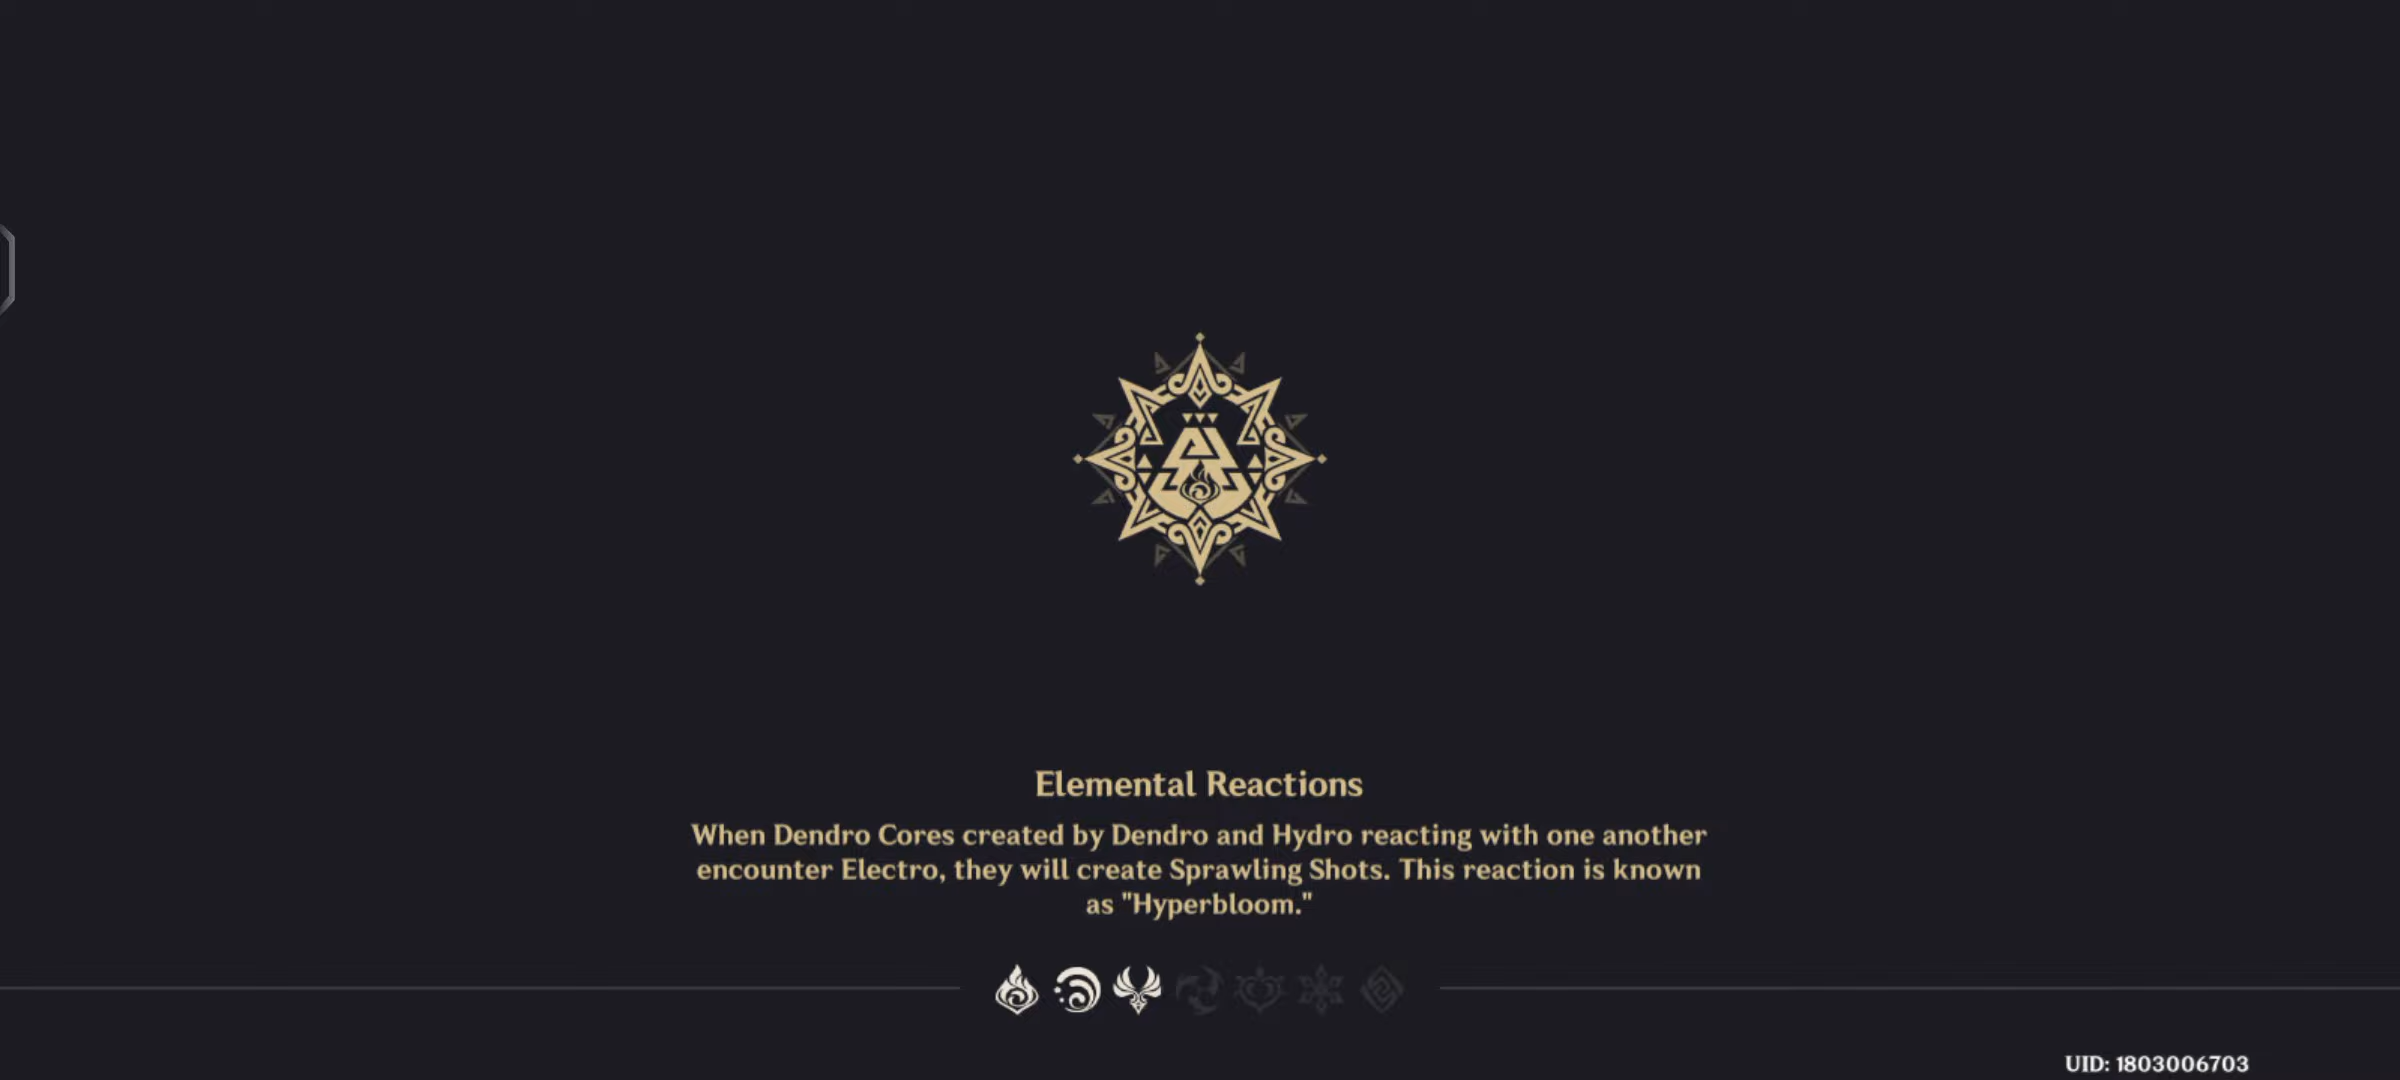 Elemental Reactions
When Dendro Cores created by Dendro and Hydro reacting with one another
encounter Electro, they will create Sprawling Shots. This reaction is known
as "Hyperbloom."
UID: 1803006703